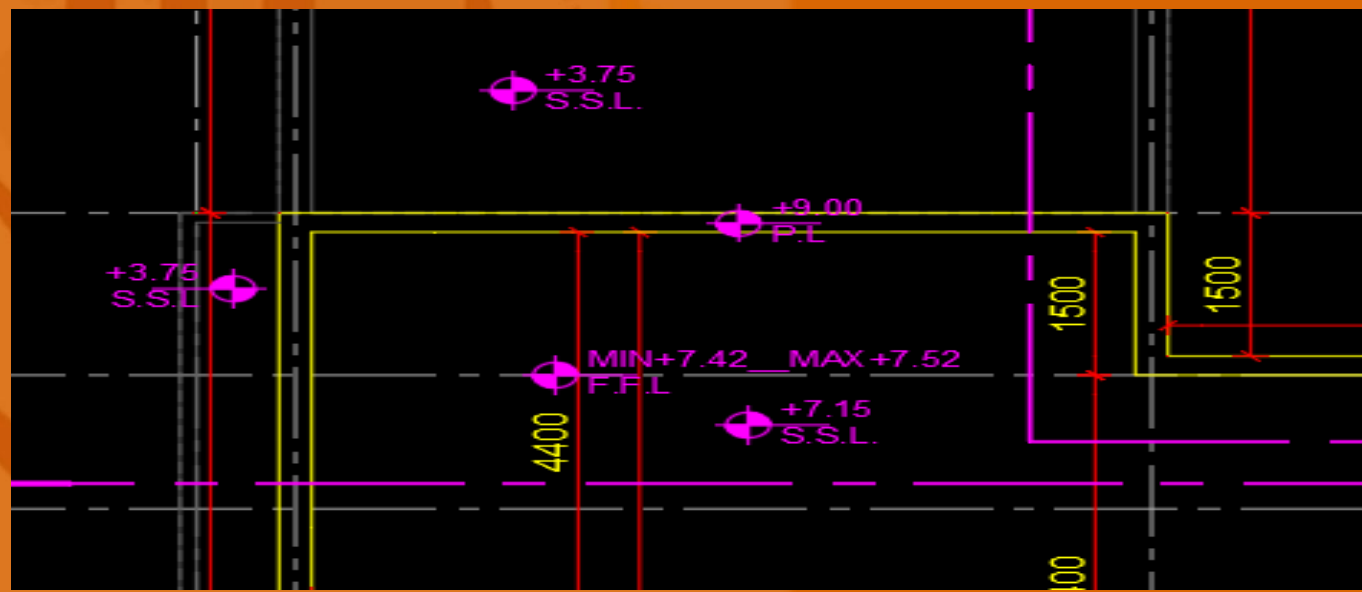 +3.75
S.S.L.
+9.00
P.L
+3.75
S.S.L
1500
1500
MIN+7.42__MAX+7.52
F.F.L
+7.15
S.S.L.
4400